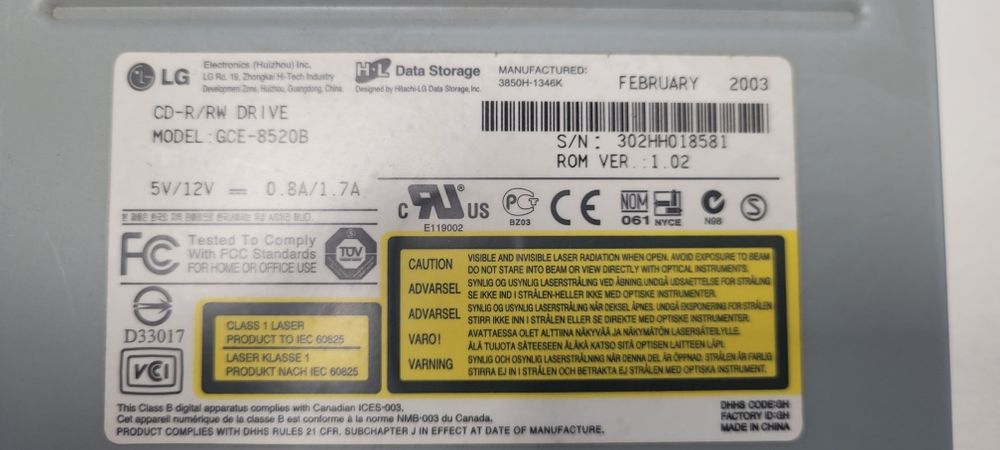 LG
Electronics (Huizhou) Inc.
LG Rd. 19, Zhongkai Hi-Tech Industry
Development Zone, Huizhou, Guangdong, China
H·L Data Storage
Designed by Hitachi-LG Data Storage, Inc.
MANUFACTURED:
3850H-1346K
FEBRUARY 2003
CD-R/RW DRIVE
MODEL:GCE-8520B
S/N: 302HH018581
ROM VER.:1.02
5V/12V ⎓ 0.8A/1.7A
C RU US
E119002
PCT
BZ03
CE
NOM
061 NYCE
N98
S
FC
Tested To Comply
With FCC Standards
FOR HOME OR OFFICE USE
TÜV
D33017
VCI
CLASS 1 LASER
PRODUCT TO IEC 60825
LASER KLASSE 1
PRODUKT NACH IEC 60825
CAUTION VISIBLE AND INVISIBLE LASER RADIATION WHEN OPEN. AVOID EXPOSURE TO BEAM
DO NOT STARE INTO BEAM OR VIEW DIRECTLY WITH OPTICAL INSTRUMENTS.
ADVARSEL SYNLIG OG USYNLIG LASERSTRÅLING VED ÅBNING.UNDGÅ UDSAETTELSE FOR STRÅLING
SE IKKE IND I STRÅLEN-HELLER IKKE MED OPTISKE INSTRUMENTER.
ADVARSEL SYNLIG OG USYNLIG LASERSTRÅLING NÅR DEKSEL ÅPNES. UNDGÅ EKSPONERING FOR STRÅLEN
STIRR IKKE INN I STRÅLEN ELLER SE DIREKTE MED OPTISKE INSTRUMENTER.
VARO! AVATTAESSA OLET ALTTIINA NÄKYVÄÄ JA NÄKYMÄTÖN LASERSÄTEILYLLE.
ÄLÄ TUIJOTA SÄTEESEEN ÄLÄKÄ KATSO SITÄ OPTISEN LAITTEEN LÄPI.
VARNING SYNLIG OCH OSYNLIG LASERSTRÅLNING NÄR DENNA DEL ÄR ÖPPNAD. STRÅLEN ÄR FARLIG
STIRRA EJ IN I STRÅLEN OCH BETRAKTA EJ STRÅLEN MED OPTISKA INSTRUMENT.
This Class B digital apparatus complies with Canadian ICES-003.
Cet appareil numérique de la classe B est conforme à la norme NMB-003 du Canada.
PRODUCT COMPLIES WITH DHHS RULES 21 CFR. SUBCHAPTER J IN EFFECT AT DATE OF MANUFACTURE.
DHHS CODE:GH
FACTORY ID:GH
MADE IN CHINA